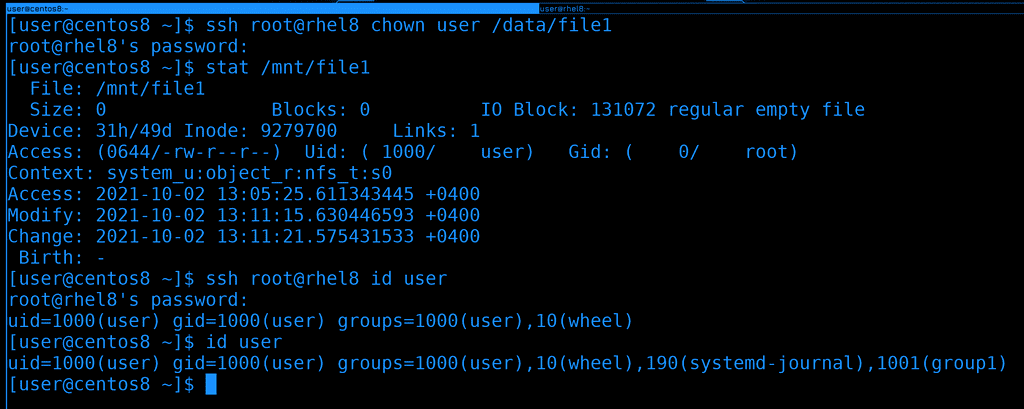 user@centos8:~
user@rhel8:~
[user@centos8 ~]$ ssh root@rhel8 chown user /data/file1
root@rhel8's password:
[user@centos8 ~]$ stat /mnt/file1
  File: /mnt/file1
  Size: 0               Blocks: 0          IO Block: 131072 regular empty file
Device: 31h/49d Inode: 9279700     Links: 1
Access: (0644/-rw-r--r--)  Uid: ( 1000/    user)   Gid: (    0/    root)
Context: system_u:object_r:nfs_t:s0
Access: 2021-10-02 13:05:25.611343445 +0400
Modify: 2021-10-02 13:11:15.630446593 +0400
Change: 2021-10-02 13:11:21.575431533 +0400
 Birth: -
[user@centos8 ~]$ ssh root@rhel8 id user
root@rhel8's password:
uid=1000(user) gid=1000(user) groups=1000(user),10(wheel)
[user@centos8 ~]$ id user
uid=1000(user) gid=1000(user) groups=1000(user),10(wheel),190(systemd-journal),1001(group1)
[user@centos8 ~]$